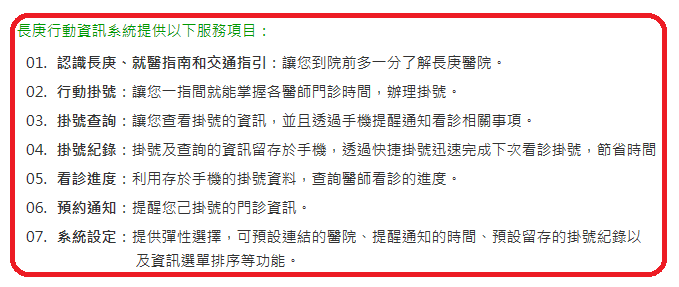 長庚行動資訊系統提供以下服務項目：
01. 認識長庚、就醫指南和交通指引：讓您到院前多一分了解長庚醫院。
02. 行動掛號：讓您一指間就能掌握各醫師門診時間，辦理掛號。
03. 掛號查詢：讓您查看掛號的資訊，並且透過手機提醒通知看診相關事項。
04. 掛號紀錄：掛號及查詢的資訊留存於手機，透過快捷掛號迅速完成下次看診掛號，節省時間
05. 看診進度：利用存於手機的掛號資料，查詢醫師看診的進度。
06. 預約通知：提醒您己掛號的門診資訊。
07. 系統設定：提供彈性選擇，可預設連結的醫院、提醒通知的時間、預設留存的掛號紀錄以
及資訊選單排序等功能。